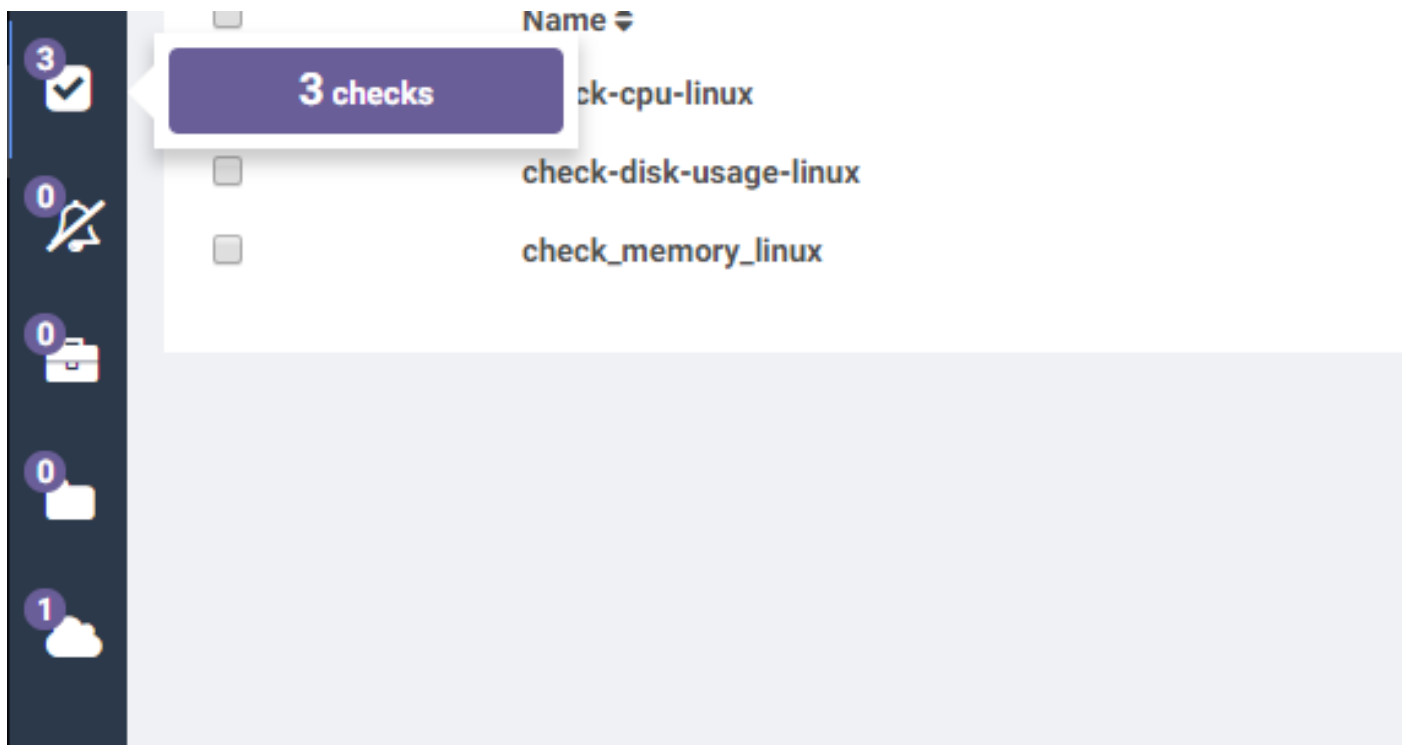 Name
3
3 checks
ck-cpu-linux
check-disk-usage-linux
0
check_memory_linux
0
0
1